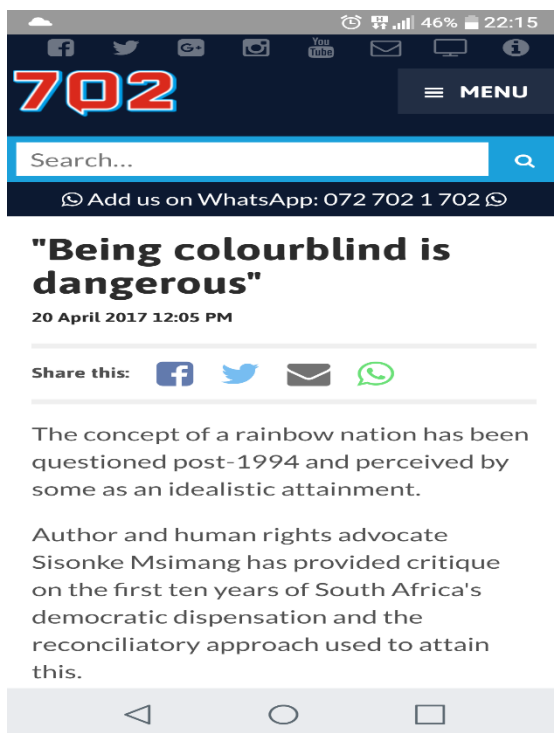 46% 22:15
You
Tube
702
≡ MENU
Search...
Add us on WhatsApp: 072 702 1 702
"Being colourblind is
dangerous"
20 April 2017 12:05 PM
Share this:
The concept of a rainbow nation has been
questioned post-1994 and perceived by
some as an idealistic attainment.
Author and human rights advocate
Sisonke Msimang has provided critique
on the first ten years of South Africa's
democratic dispensation and the
reconciliatory approach used to attain
this.